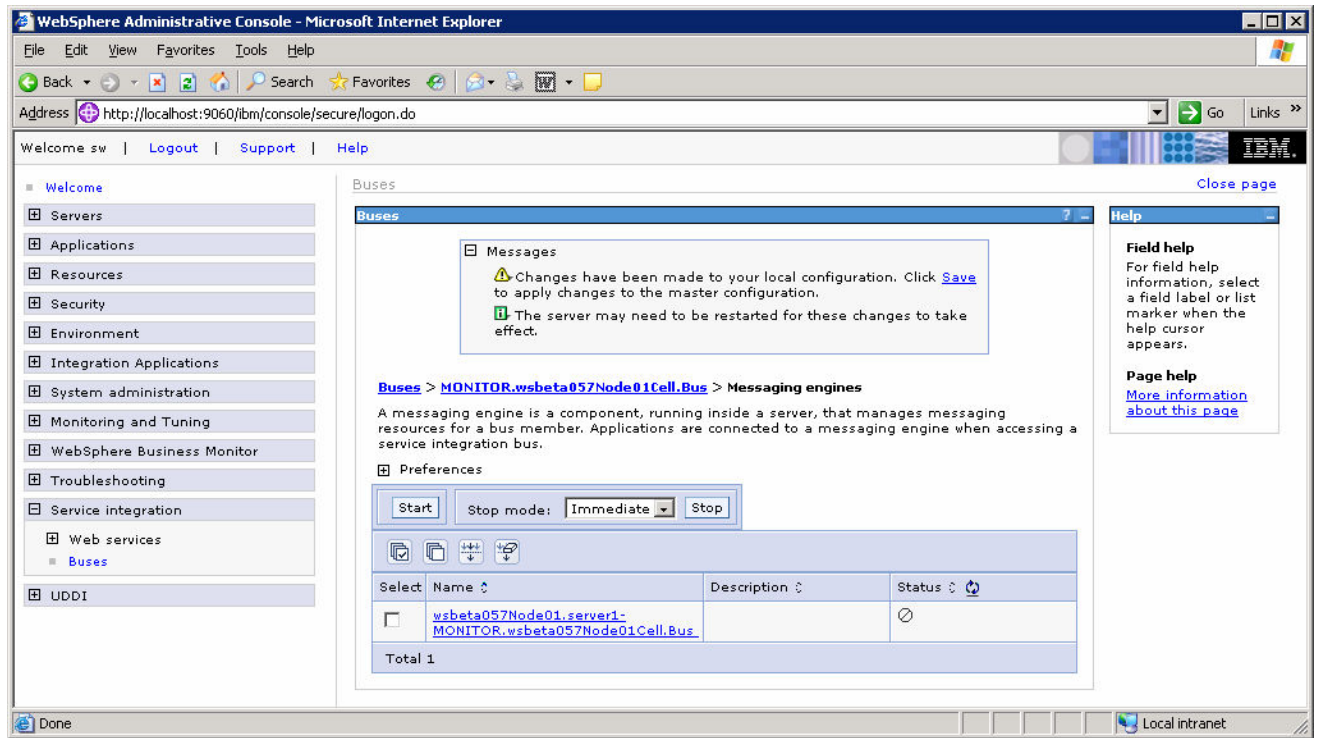 WebSphere Administrative Console - Microsoft Internet Explorer
File Edit View Favorites Tools Help
Back Search Favorites
Address http://localhost:9060/ibm/console/secure/logon.do Go Links »
Welcome sw | Logout | Support | Help IBM.
Welcome
Servers
Applications
Resources
Security
Environment
Integration Applications
System administration
Monitoring and Tuning
WebSphere Business Monitor
Troubleshooting
Service integration
Web services
Buses
UDDI
Buses Close page
Buses ? -
Messages
Changes have been made to your local configuration. Click Save
to apply changes to the master configuration.
The server may need to be restarted for these changes to take
effect.
Buses > MONITOR.wsbeta057Node01Cell.Bus > Messaging engines
A messaging engine is a component, running inside a server, that manages messaging
resources for a bus member. Applications are connected to a messaging engine when accessing a
service integration bus.
Preferences
Start Stop mode: Immediate Stop
Select Name Description Status
wsbeta057Node01.server1-
MONITOR.wsbeta057Node01Cell.Bus
Total 1
Help -
Field help
For field help
information, select
a field label or list
marker when the
help cursor
appears.
Page help
More information
about this page
Done Local intranet